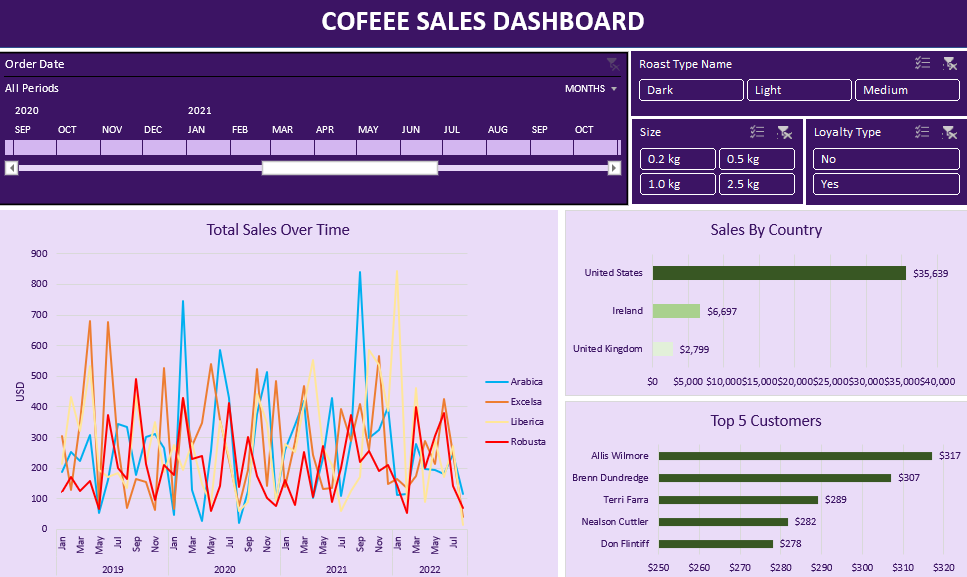 COFEEE SALES DASHBOARD
Order Date
All Periods
MONTHS
2020 2021
SEP OCT NOV DEC JAN FEB MAR APR MAY JUN JUL AUG SEP OCT
Roast Type Name
Dark Light Medium
Size
0.2 kg 0.5 kg
1.0 kg 2.5 kg
Loyalty Type
No
Yes
Total Sales Over Time
900
800
700
600
500
400
300
200
100
0
USD
Jan Mar May Jul Sep Nov Jan Mar May Jul Sep Nov Jan Mar May Jul Sep Nov Jan Mar May Jul
2019 2020 2021 2022
Arabica
Excelsa
Liberica
Robusta
Sales By Country
United States $35,639
Ireland $6,697
United Kingdom $2,799
$0 $5,000 $10,000 $15,000 $20,000 $25,000 $30,000 $35,000 $40,000
Top 5 Customers
Allis Wilmore $317
Brenn Dundredge $307
Terri Farra $289
Nealson Cuttler $282
Don Flintiff $278
$250 $260 $270 $280 $290 $300 $310 $320